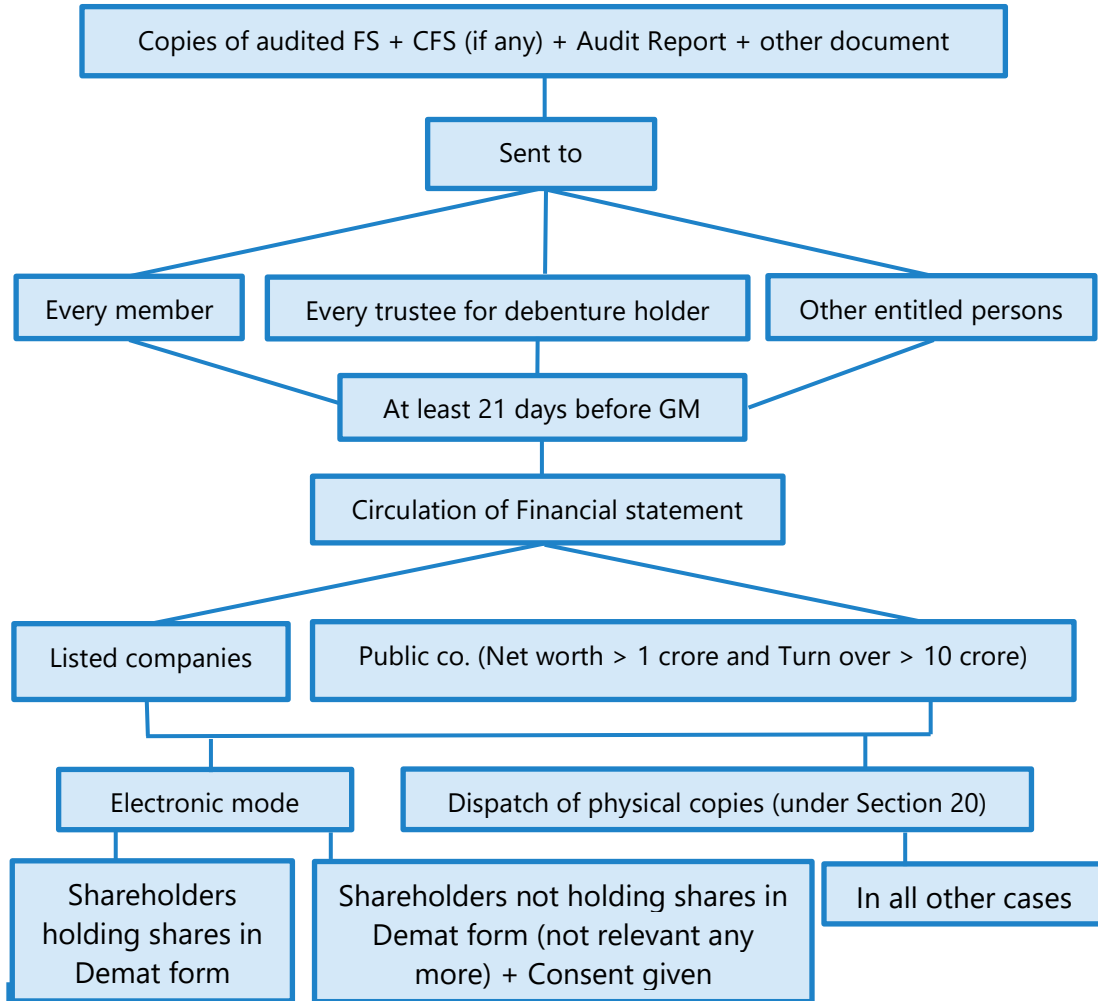 Copies of audited FS + CFS (if any) + Audit Report + other document
Sent to
Every member
Every trustee for debenture holder
Other entitled persons
At least 21 days before GM
Circulation of Financial statement
Listed companies
Public co. (Net worth > 1 crore and Turn over > 10 crore)
Electronic mode
Dispatch of physical copies (under Section 20)
Shareholders
holding shares in
Demat form
Shareholders not holding shares in
Demat form (not relevant any
more) + Consent given
In all other cases